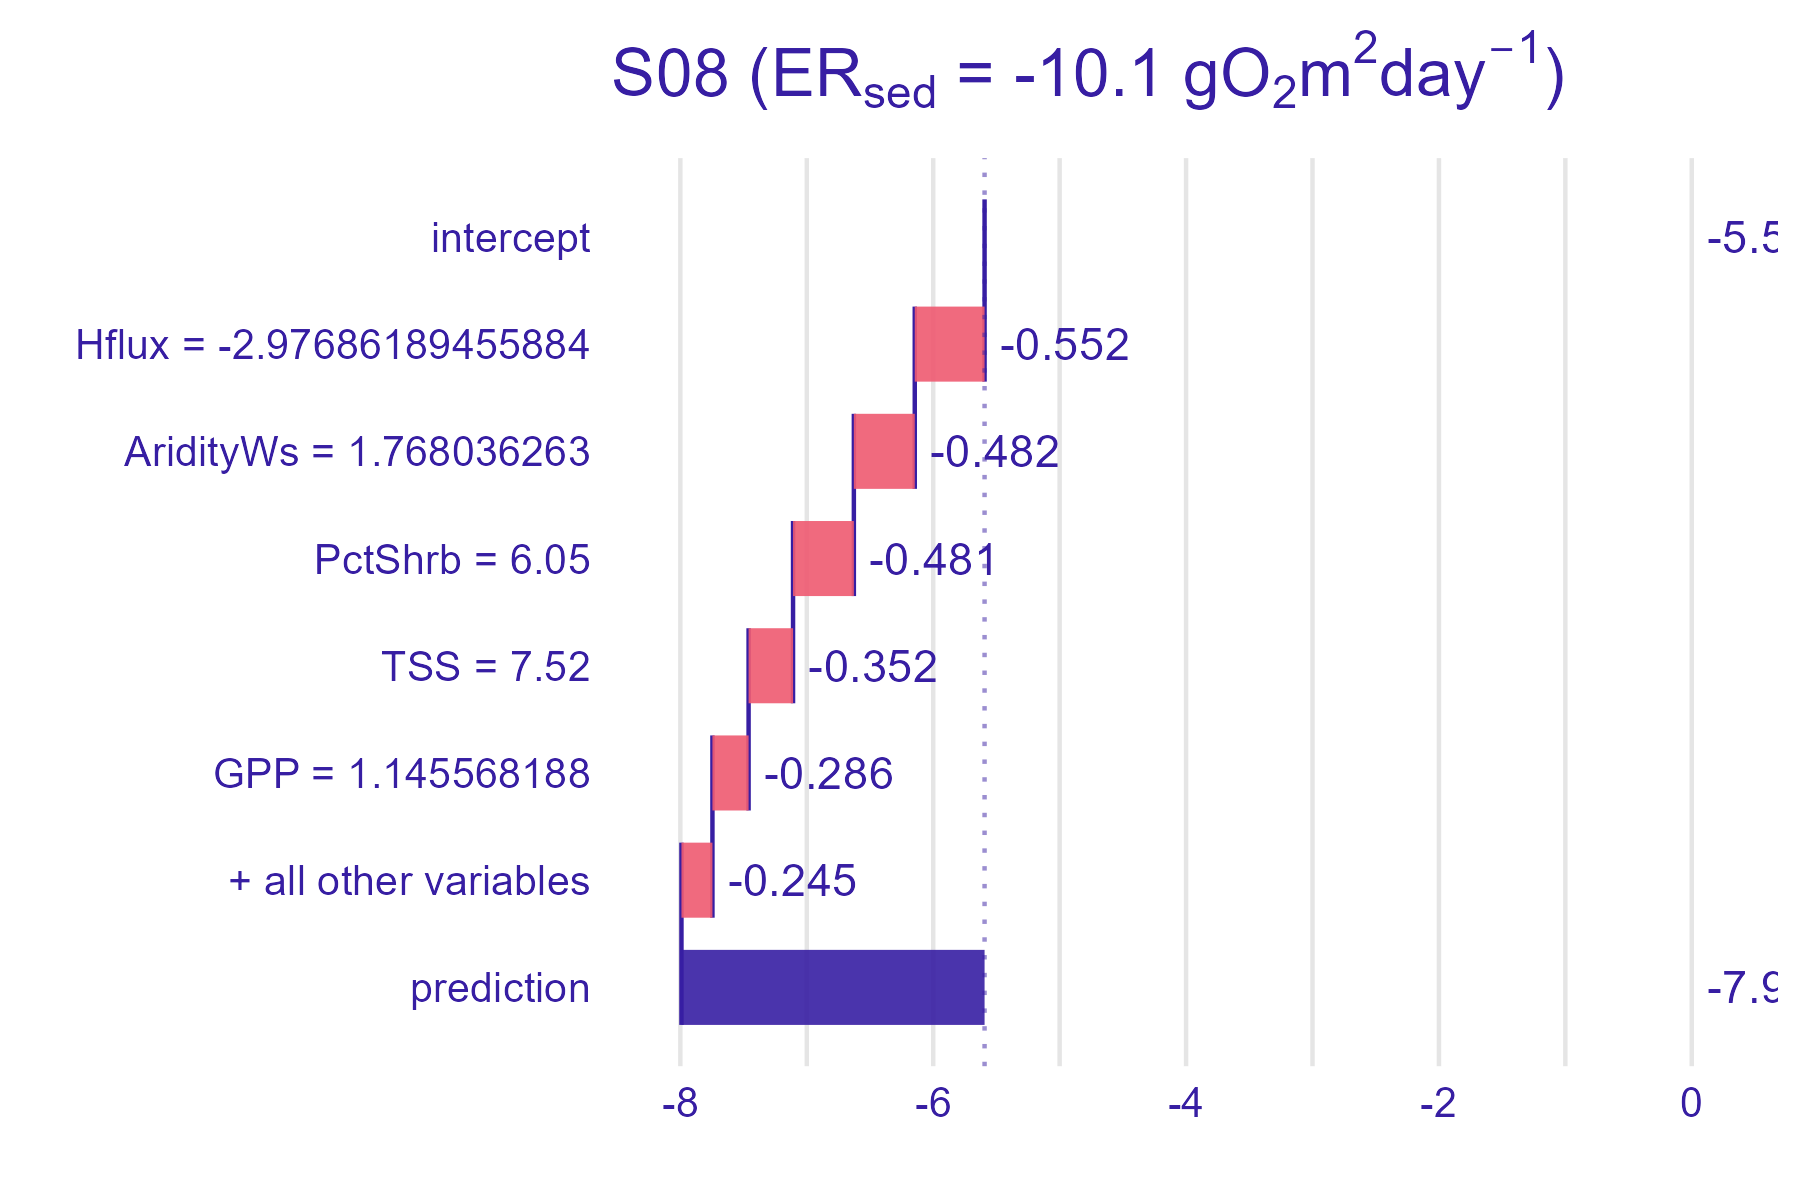 S08 (ERsed = -10.1 gO₂m²day⁻¹)
intercept -5.5
Hflux = -2.97686189455884 -0.552
AridityWs = 1.768036263 -0.482
PctShrb = 6.05 -0.481
TSS = 7.52 -0.352
GPP = 1.145568188 -0.286
+ all other variables -0.245
prediction -7.9
-8 -6 -4 -2 0